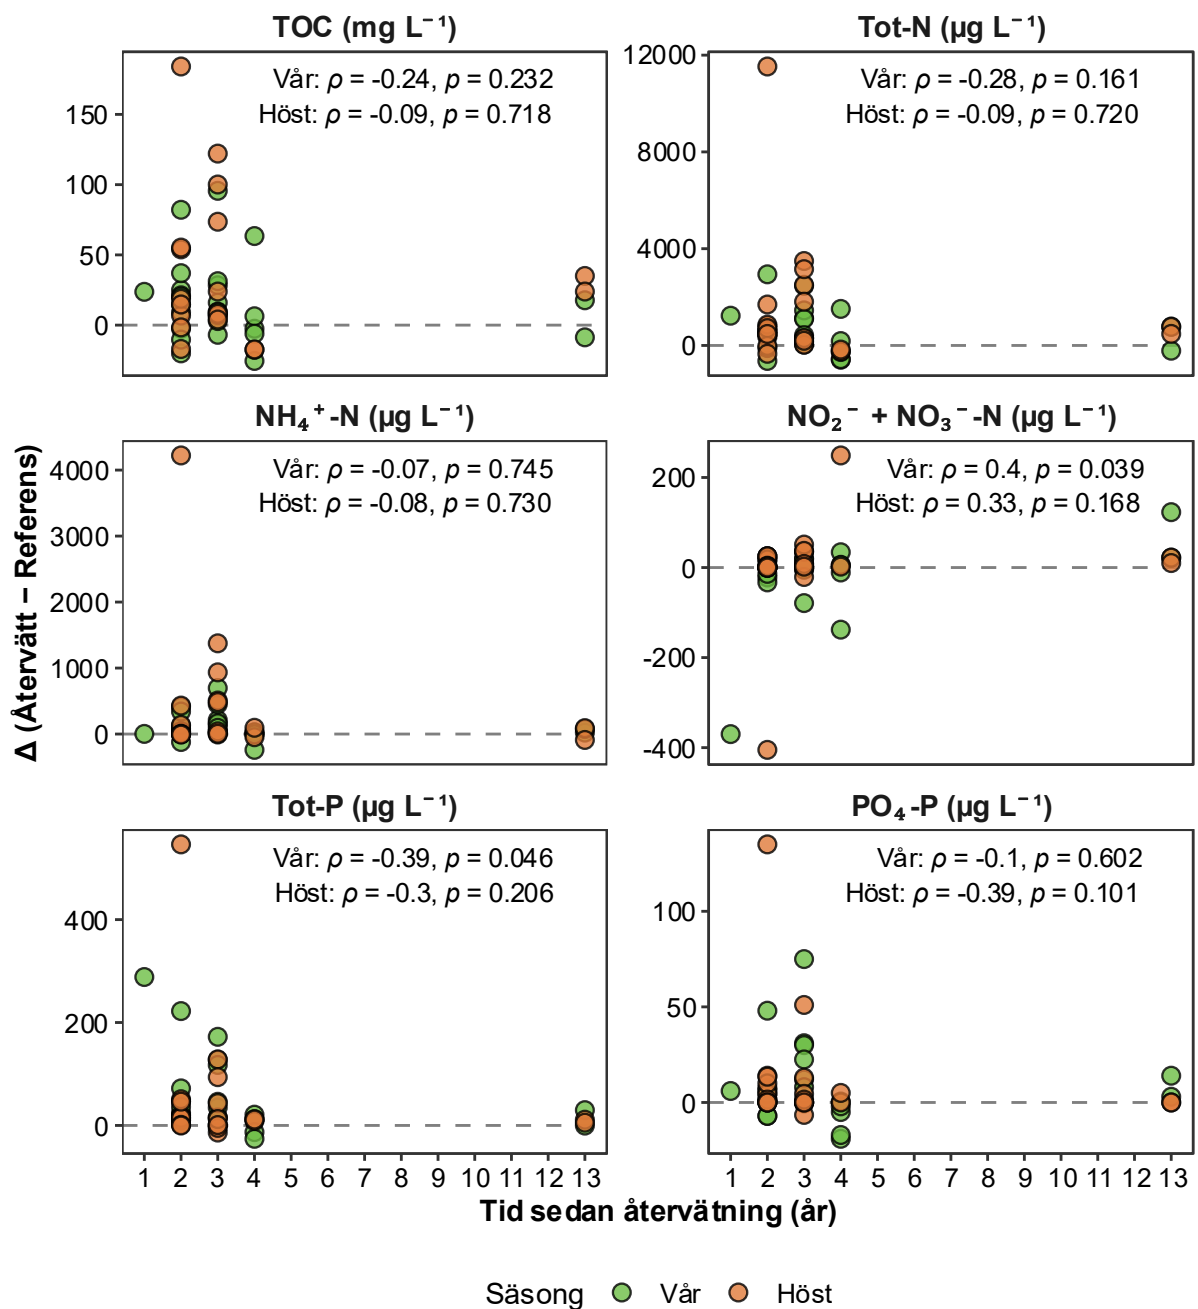 TOC (mg L⁻¹)
Vår: ρ = -0.24, p = 0.232
Höst: ρ = -0.09, p = 0.718
150
100
50
0
Tot-N (µg L⁻¹)
Vår: ρ = -0.28, p = 0.161
Höst: ρ = -0.09, p = 0.720
12000
8000
4000
0
Δ (Återvätt − Referens)
NH₄⁺-N (µg L⁻¹)
Vår: ρ = -0.07, p = 0.745
Höst: ρ = -0.08, p = 0.730
4000
3000
2000
1000
0
NO₂⁻ + NO₃⁻-N (µg L⁻¹)
Vår: ρ = 0.4, p = 0.039
Höst: ρ = 0.33, p = 0.168
200
0
-200
-400
Tot-P (µg L⁻¹)
Vår: ρ = -0.39, p = 0.046
Höst: ρ = -0.3, p = 0.206
400
200
0
1 2 3 4 5 6 7 8 9 10 11 12 13
PO₄-P (µg L⁻¹)
Vår: ρ = -0.1, p = 0.602
Höst: ρ = -0.39, p = 0.101
100
50
0
1 2 3 4 5 6 7 8 9 10 11 12 13
Tid sedan återvätning (år)
Säsong Vår Höst